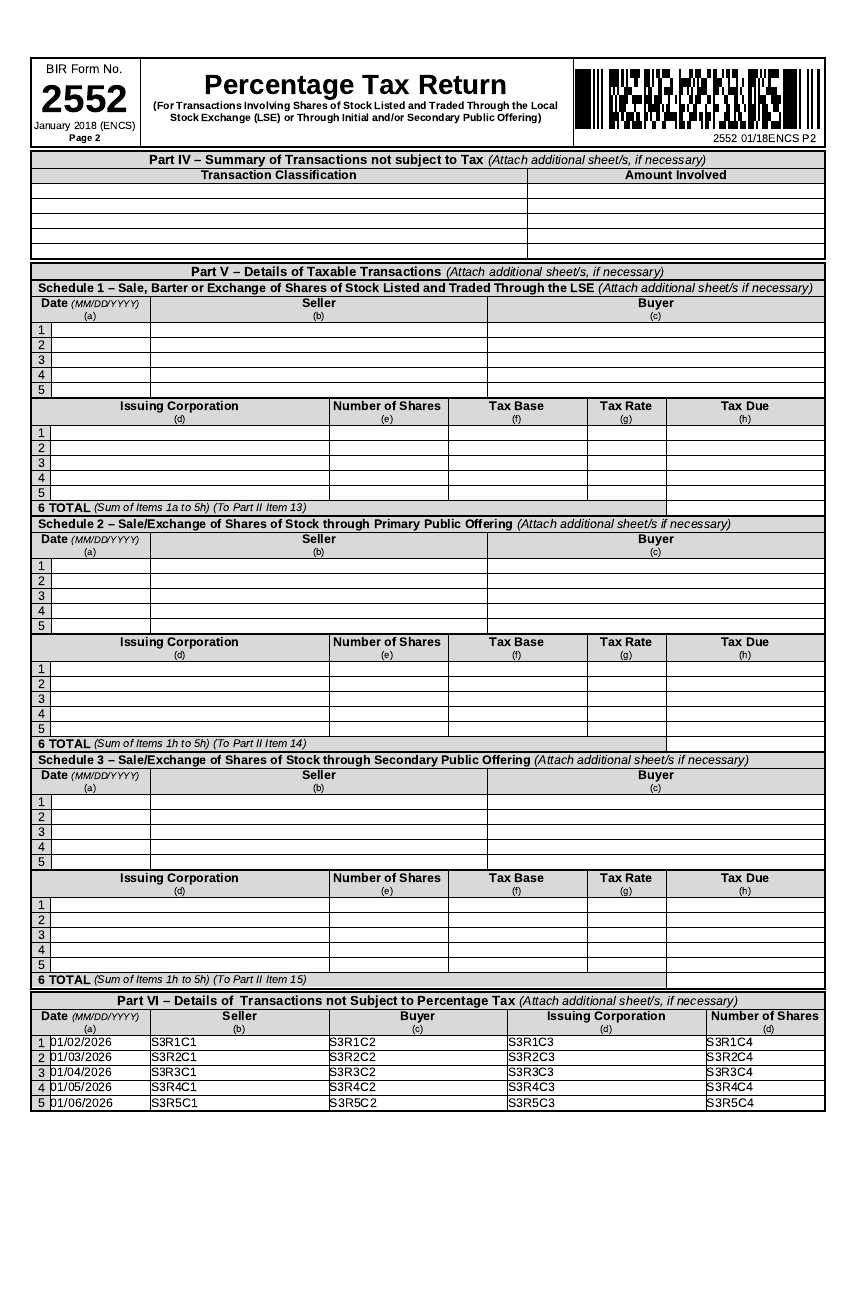 BIR Form No.
2552
January 2018 (ENCS)
Page 2
Percentage Tax Return
(For Transactions Involving Shares of Stock Listed and Traded Through the Local
Stock Exchange (LSE) or Through Initial and/or Secondary Public Offering)
2552 01/18ENCS P2
Part IV – Summary of Transactions not subject to Tax (Attach additional sheet/s, if necessary)
Transaction Classification Amount Involved
Part V – Details of Taxable Transactions (Attach additional sheet/s, if necessary)
Schedule 1 – Sale, Barter or Exchange of Shares of Stock Listed and Traded Through the LSE (Attach additional sheet/s if necessary)
Date (MM/DD/YYYY) Seller Buyer
(a) (b) (c)
1
2
3
4
5
Issuing Corporation Number of Shares Tax Base Tax Rate Tax Due
(d) (e) (f) (g) (h)
1
2
3
4
5
6 TOTAL (Sum of Items 1a to 5h) (To Part II Item 13)
Schedule 2 – Sale/Exchange of Shares of Stock through Primary Public Offering (Attach additional sheet/s if necessary)
Date (MM/DD/YYYY) Seller Buyer
(a) (b) (c)
1
2
3
4
5
Issuing Corporation Number of Shares Tax Base Tax Rate Tax Due
(d) (e) (f) (g) (h)
1
2
3
4
5
6 TOTAL (Sum of Items 1h to 5h) (To Part II Item 14)
Schedule 3 – Sale/Exchange of Shares of Stock through Secondary Public Offering (Attach additional sheet/s if necessary)
Date (MM/DD/YYYY) Seller Buyer
(a) (b) (c)
1
2
3
4
5
Issuing Corporation Number of Shares Tax Base Tax Rate Tax Due
(d) (e) (f) (g) (h)
1
2
3
4
5
6 TOTAL (Sum of Items 1h to 5h) (To Part II Item 15)
Part VI – Details of Transactions not Subject to Percentage Tax (Attach additional sheet/s, if necessary)
Date (MM/DD/YYYY) Seller Buyer Issuing Corporation Number of Shares
(a) (b) (c) (d) (d)
1 01/02/2026 S3R1C1 S3R1C2 S3R1C3 S3R1C4
2 01/03/2026 S3R2C1 S3R2C2 S3R2C3 S3R2C4
3 01/04/2026 S3R3C1 S3R3C2 S3R3C3 S3R3C4
4 01/05/2026 S3R4C1 S3R4C2 S3R4C3 S3R4C4
5 01/06/2026 S3R5C1 S3R5C2 S3R5C3 S3R5C4